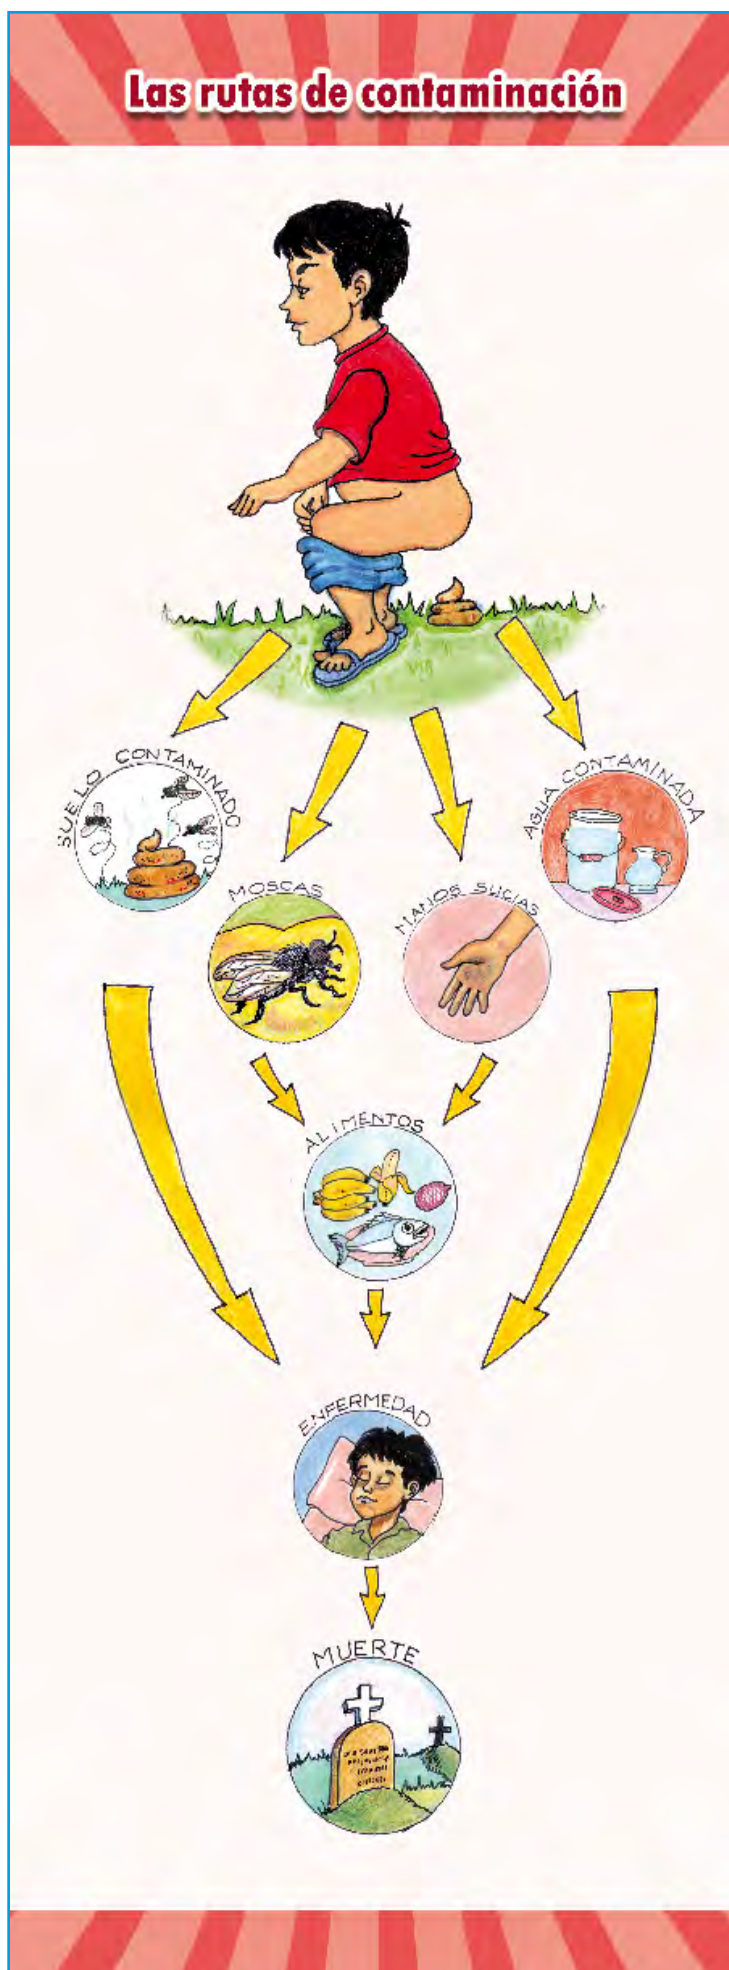 Las rutas de contaminación
SUELO CONTAMINADO
AGUA CONTAMINADA
MOSCAS
MANOS SUCIAS
ALIMENTOS
ENFERMEDAD
MUERTE